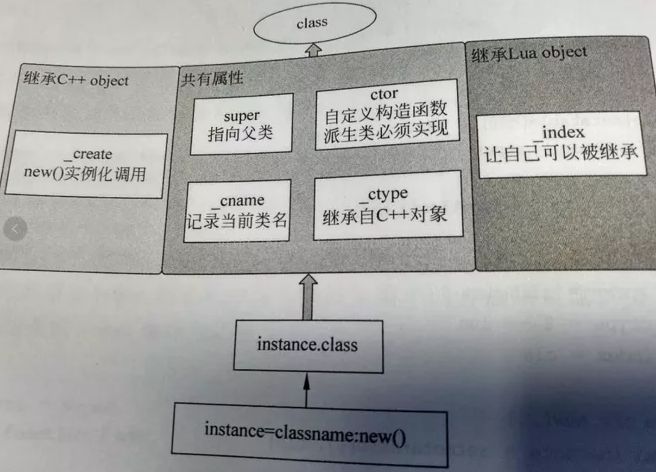 class
继承C++ object
共有属性
继承Lua object
super
指向父类
ctor
自定义构造函数
派生类必须实现
_create
new()实例化调用
_index
让自己可以被继承
_cname
记录当前类名
_ctype
继承自C++对象
instance.class
instance=classname:new()